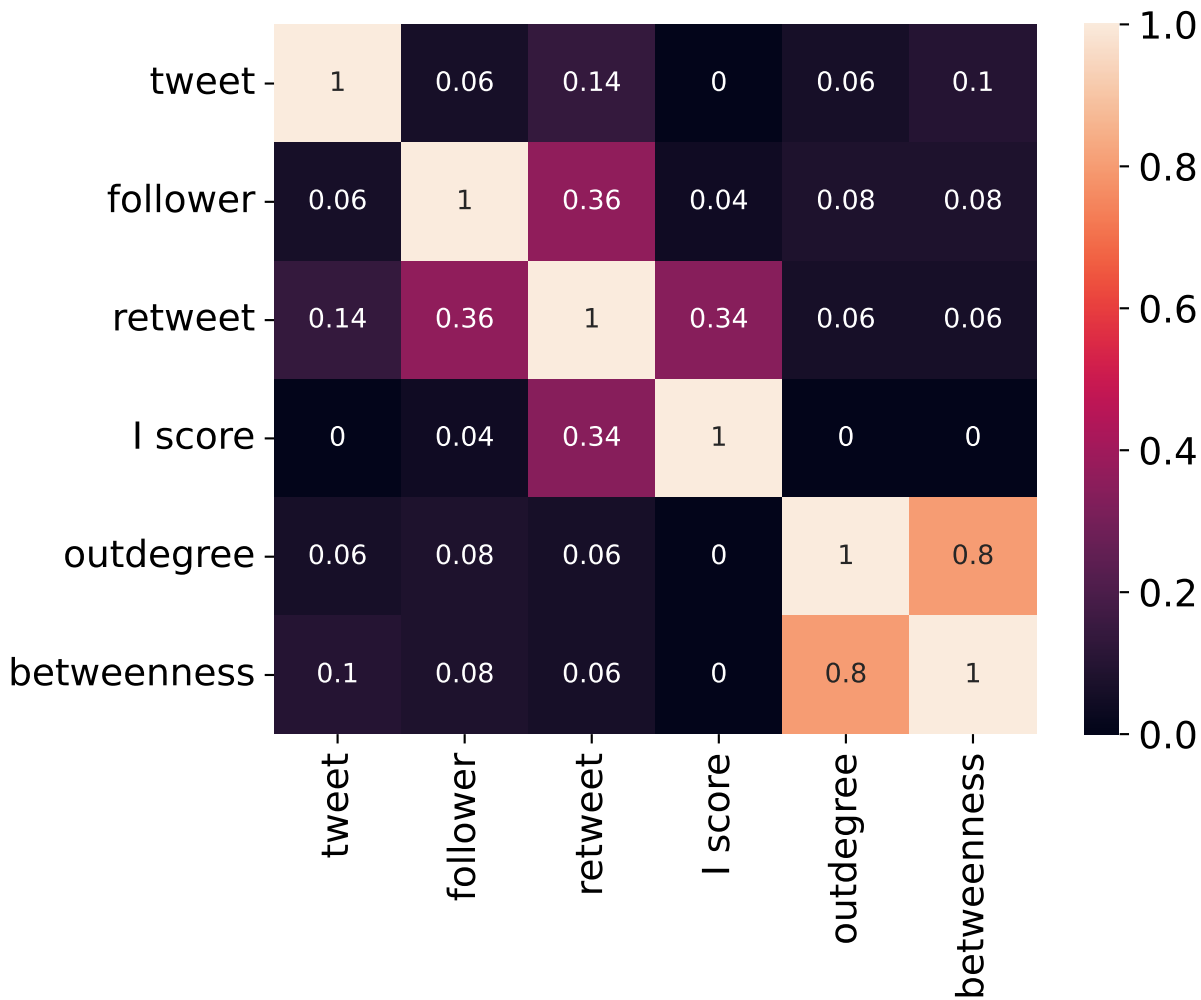 tweet 1 0.06 0.14 0 0.06 0.1
follower 0.06 1 0.36 0.04 0.08 0.08
retweet 0.14 0.36 1 0.34 0.06 0.06
I score 0 0.04 0.34 1 0 0
outdegree 0.06 0.08 0.06 0 1 0.8
betweenness 0.1 0.08 0.06 0 0.8 1
tweet
follower
retweet
I score
outdegree
betweenness
1.0
0.8
0.6
0.4
0.2
0.0